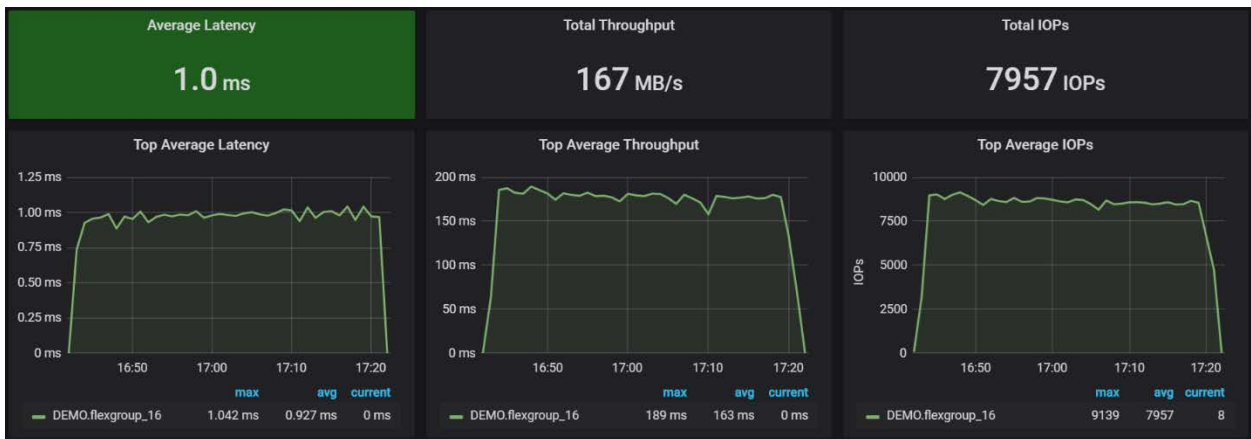 Average Latency
1.0 ms
Total Throughput
167 MB/s
Total IOPs
7957 IOPs
Top Average Latency
1.25 ms
1.00 ms
0.75 ms
0.50 ms
0.25 ms
0 ms
16:50 17:00 17:10 17:20
max avg current
DEMO.flexgroup_16 1.042 ms 0.927 ms 0 ms
Top Average Throughput
200 ms
150 ms
100 ms
50 ms
0 ms
16:50 17:00 17:10 17:20
max avg current
DEMO.flexgroup_16 189 ms 163 ms 0 ms
Top Average IOPs
IOPs
10000
7500
5000
2500
0
16:50 17:00 17:10 17:20
max avg current
DEMO.flexgroup_16 9139 7957 8